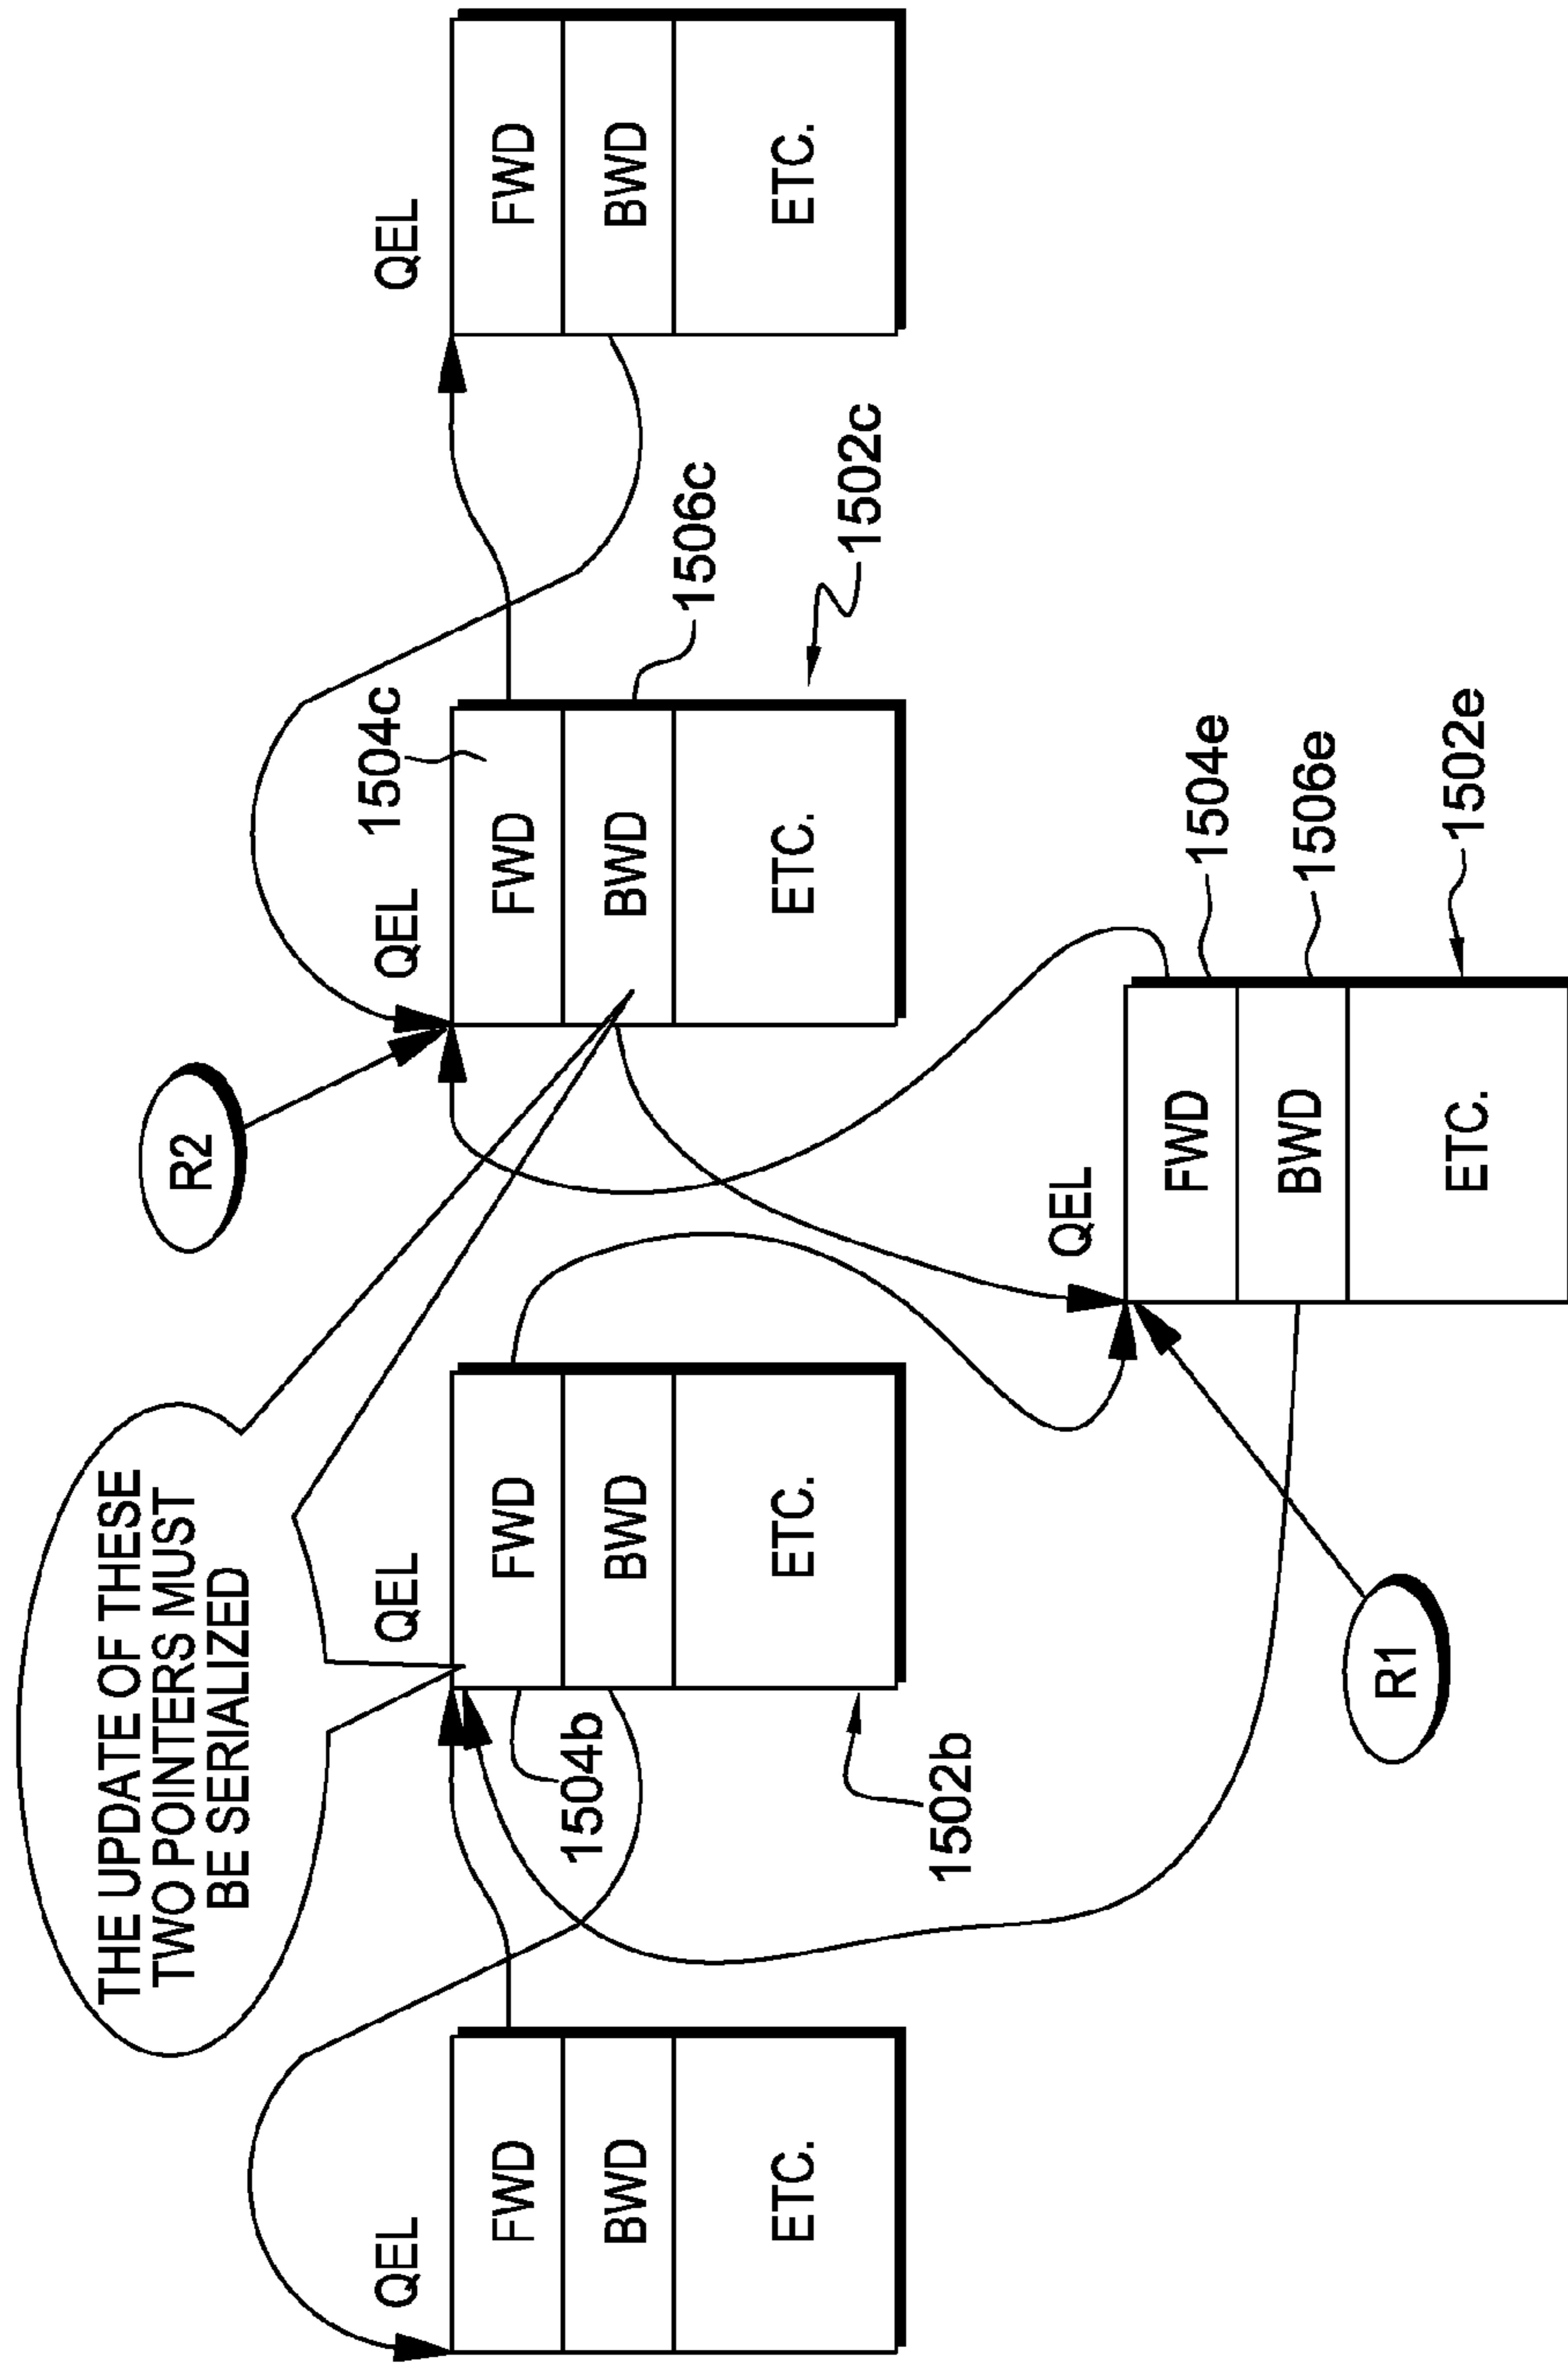 THE UPDATE OF THESE
TWO POINTERS MUST
BE SERIALIZED
R2
QEL
FWD
BWD
ETC.
QEL
FWD
BWD
ETC.
1504b
1502b
QEL
1504c
FWD
BWD
ETC.
1506c
1502c
QEL
FWD
BWD
ETC.
R1
QEL
FWD
BWD
ETC.
1504e
1506e
1502e